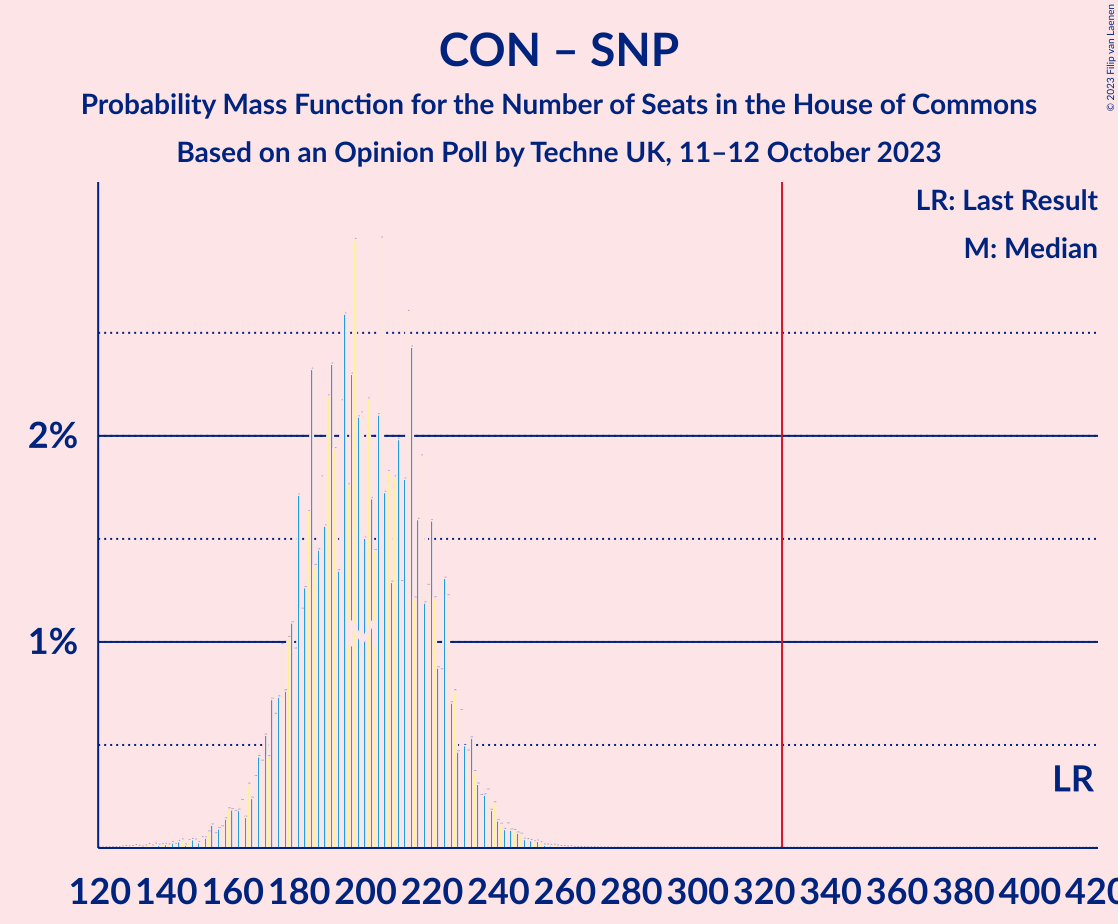 CON – SNP
Probability Mass Function for the Number of Seats in the House of Commons
Based on an Opinion Poll by Techne UK, 11–12 October 2023
© 2023 Filip van Laenen
LR: Last Result
M: Median
2%
1%
M
LR
120 140 160 180 200 220 240 260 280 300 320 340 360 380 400 420